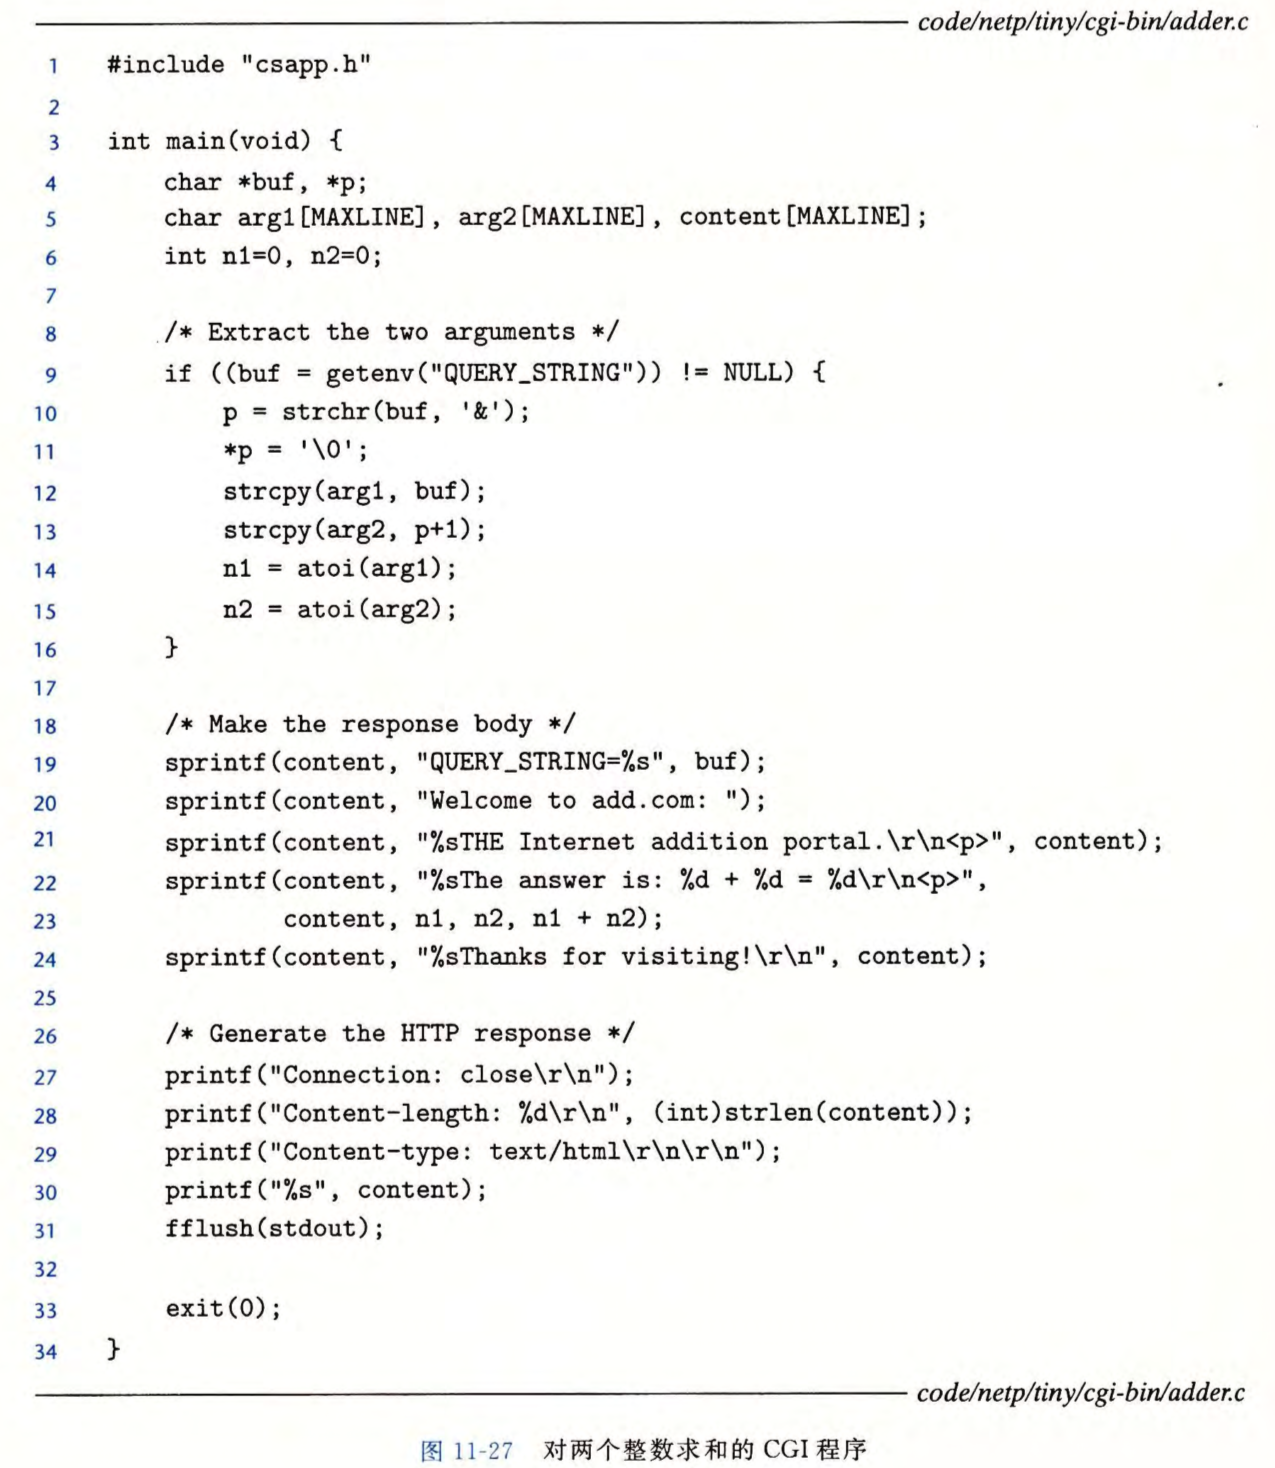 code/netp/tiny/cgi-bin/adder.c
1 #include "csapp.h"
2
3 int main(void) {
4 char *buf, *p;
5 char arg1[MAXLINE], arg2[MAXLINE], content[MAXLINE];
6 int n1=0, n2=0;
7
8 /* Extract the two arguments */
9 if ((buf = getenv("QUERY_STRING")) != NULL) {
10 p = strchr(buf, '&');
11 *p = '\0';
12 strcpy(arg1, buf);
13 strcpy(arg2, p+1);
14 n1 = atoi(arg1);
15 n2 = atoi(arg2);
16 }
17
18 /* Make the response body */
19 sprintf(content, "QUERY_STRING=%s", buf);
20 sprintf(content, "Welcome to add.com: ");
21 sprintf(content, "%sTHE Internet addition portal.\r\n<p>", content);
22 sprintf(content, "%sThe answer is: %d + %d = %d\r\n<p>",
23 content, n1, n2, n1 + n2);
24 sprintf(content, "%sThanks for visiting!\r\n", content);
25
26 /* Generate the HTTP response */
27 printf("Connection: close\r\n");
28 printf("Content-length: %d\r\n", (int)strlen(content));
29 printf("Content-type: text/html\r\n\r\n");
30 printf("%s", content);
31 fflush(stdout);
32
33 exit(0);
34 }
code/netp/tiny/cgi-bin/adder.c
图 11-27 对两个整数求和的 CGI 程序